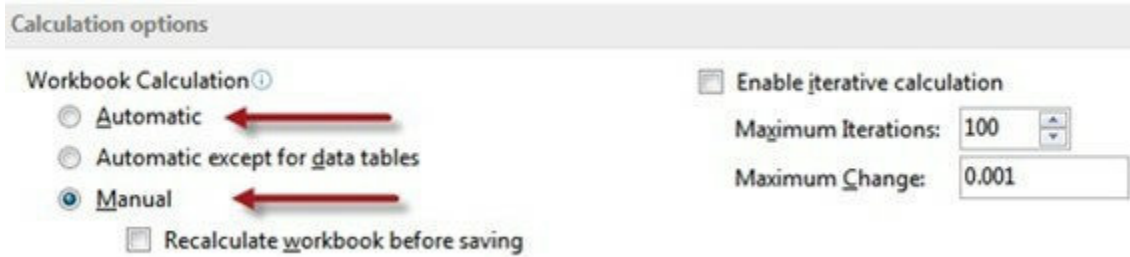 Calculation options
Workbook Calculation
Automatic
Automatic except for data tables
Manual
Recalculate workbook before saving
Enable iterative calculation
Maximum Iterations: 100
Maximum Change: 0.001